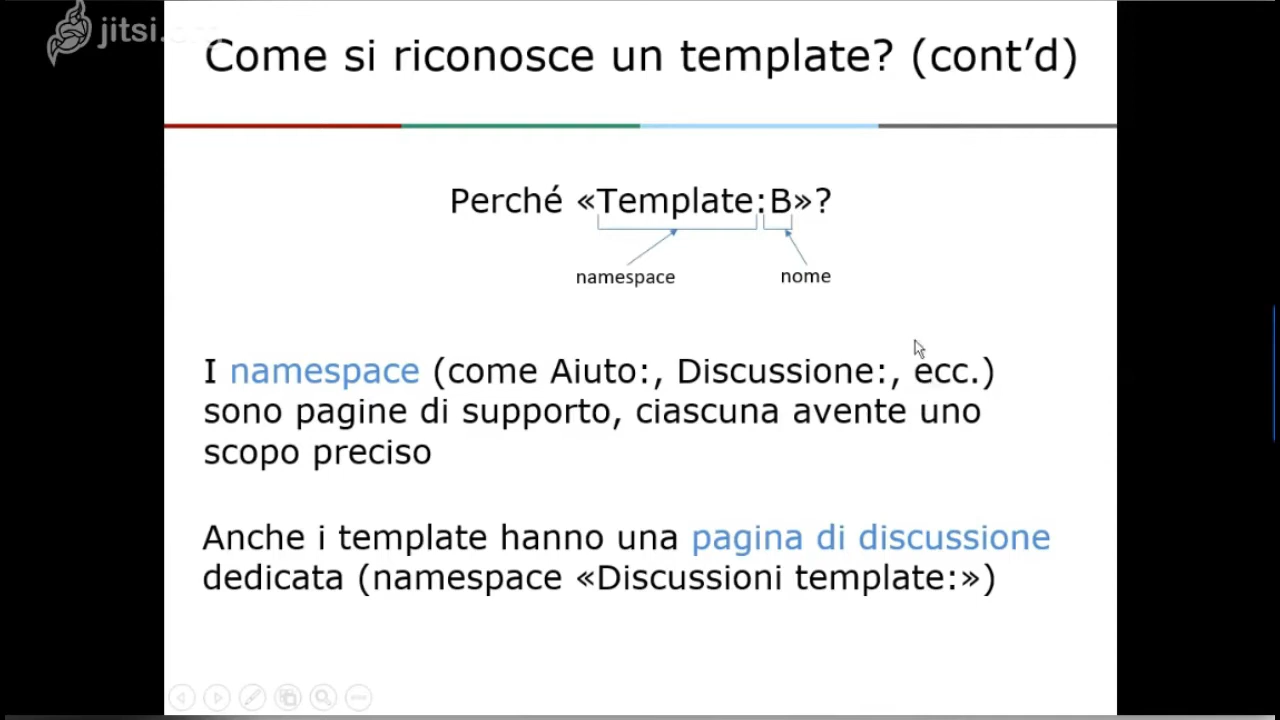 jitsi.org
Come si riconosce un template? (cont’d)
Perché «Template:B»?
namespace
nome
I namespace (come Aiuto:, Discussione:, ecc.)
sono pagine di supporto, ciascuna avente uno
scopo preciso
Anche i template hanno una pagina di discussione
dedicata (namespace «Discussioni template:»)